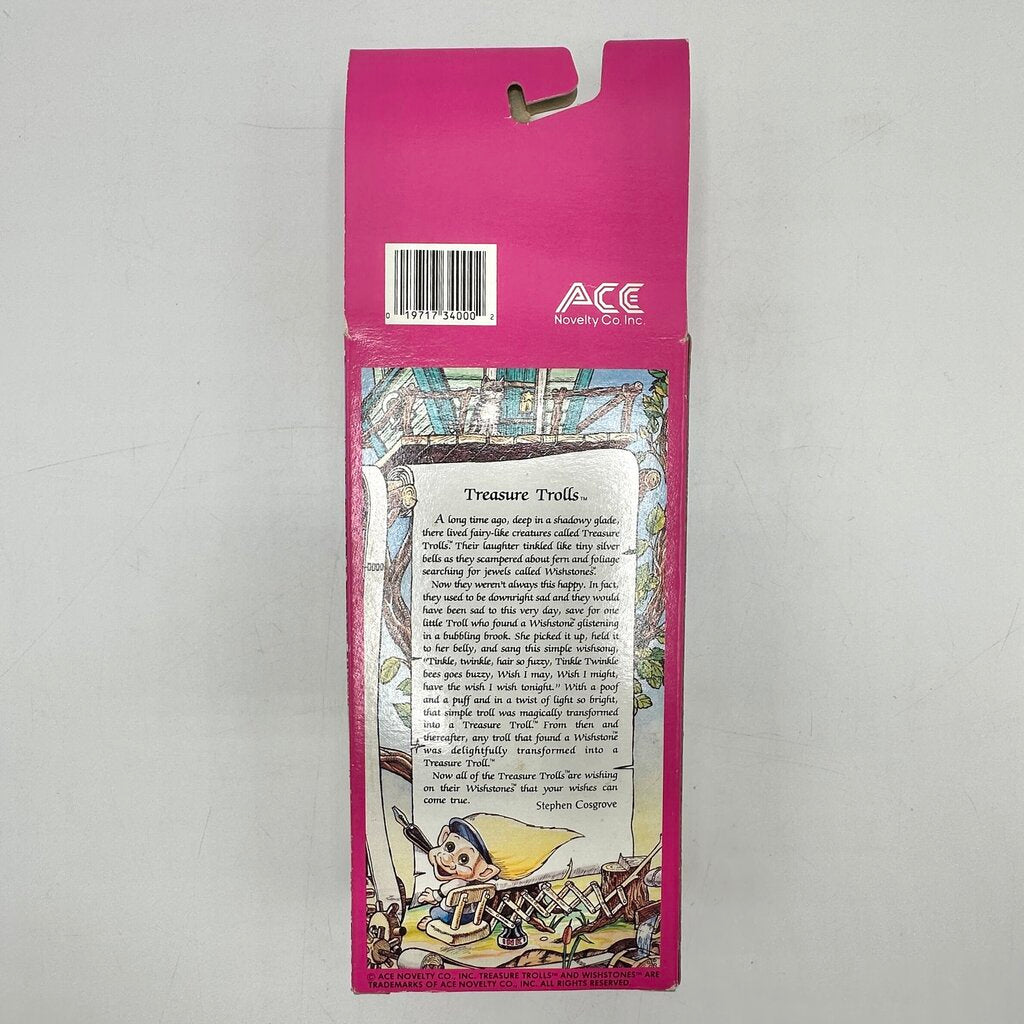 0 19717 34000 2
ACE
Novelty Co. Inc.
Treasure Trolls™
A long time ago, deep in a shadowy glade,
there lived fairy-like creatures called Treasure
Trolls.™ Their laughter tinkled like tiny silver
bells as they scampered about fern and foliage
searching for jewels called Wishstones.™
Now they weren't always this happy. In fact,
they used to be downright sad and they would
have been sad to this very day, save for one
little Troll who found a Wishstone™ glistening
in a bubbling brook. She picked it up, held it
to her belly, and sang this simple wishsong,
"Tinkle, twinkle, hair so fuzzy, Tinkle Twinkle
bees goes buzzy, Wish I may, Wish I might,
have the wish I wish tonight." With a poof
and a puff and in a twist of light so bright,
that simple troll was magically transformed
into a Treasure Troll.™ From then and
thereafter, any troll that found a Wishstone™
was delightfully transformed into a
Treasure Troll.™
Now all of the Treasure Trolls™ are wishing
on their Wishstones™ that your wishes can
come true.
Stephen Cosgrove
INK
© ACE NOVELTY CO., INC. TREASURE TROLLS™ AND WISHSTONES™ ARE
TRADEMARKS OF ACE NOVELTY CO., INC. ALL RIGHTS RESERVED.